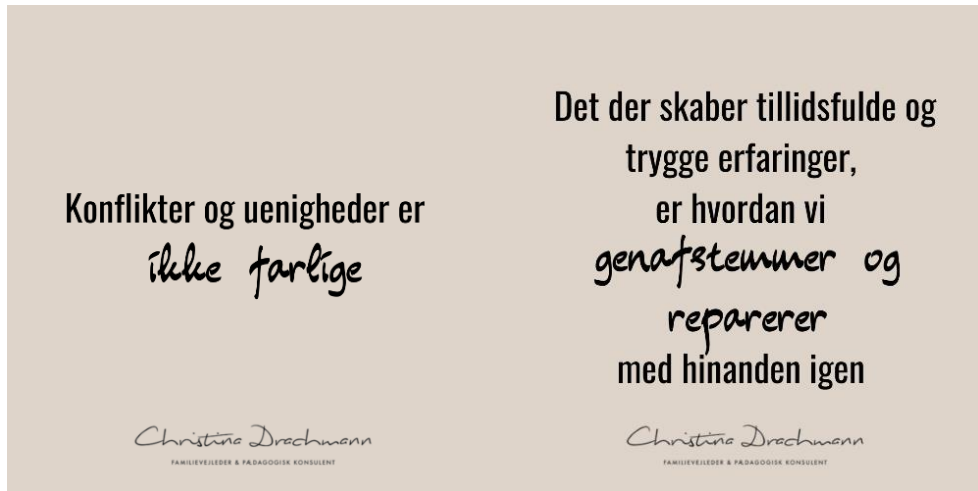 Konflikter og uenigheder er
ikke farlige
Christina Drachmann
FAMILIEVEJLEDER & PÆDAGOGISK KONSULENT
Det der skaber tillidsfulde og
trygge erfaringer,
er hvordan vi
genafstemmer og
reparerer
med hinanden igen
Christina Drachmann
FAMILIEVEJLEDER & PÆDAGOGISK KONSULENT